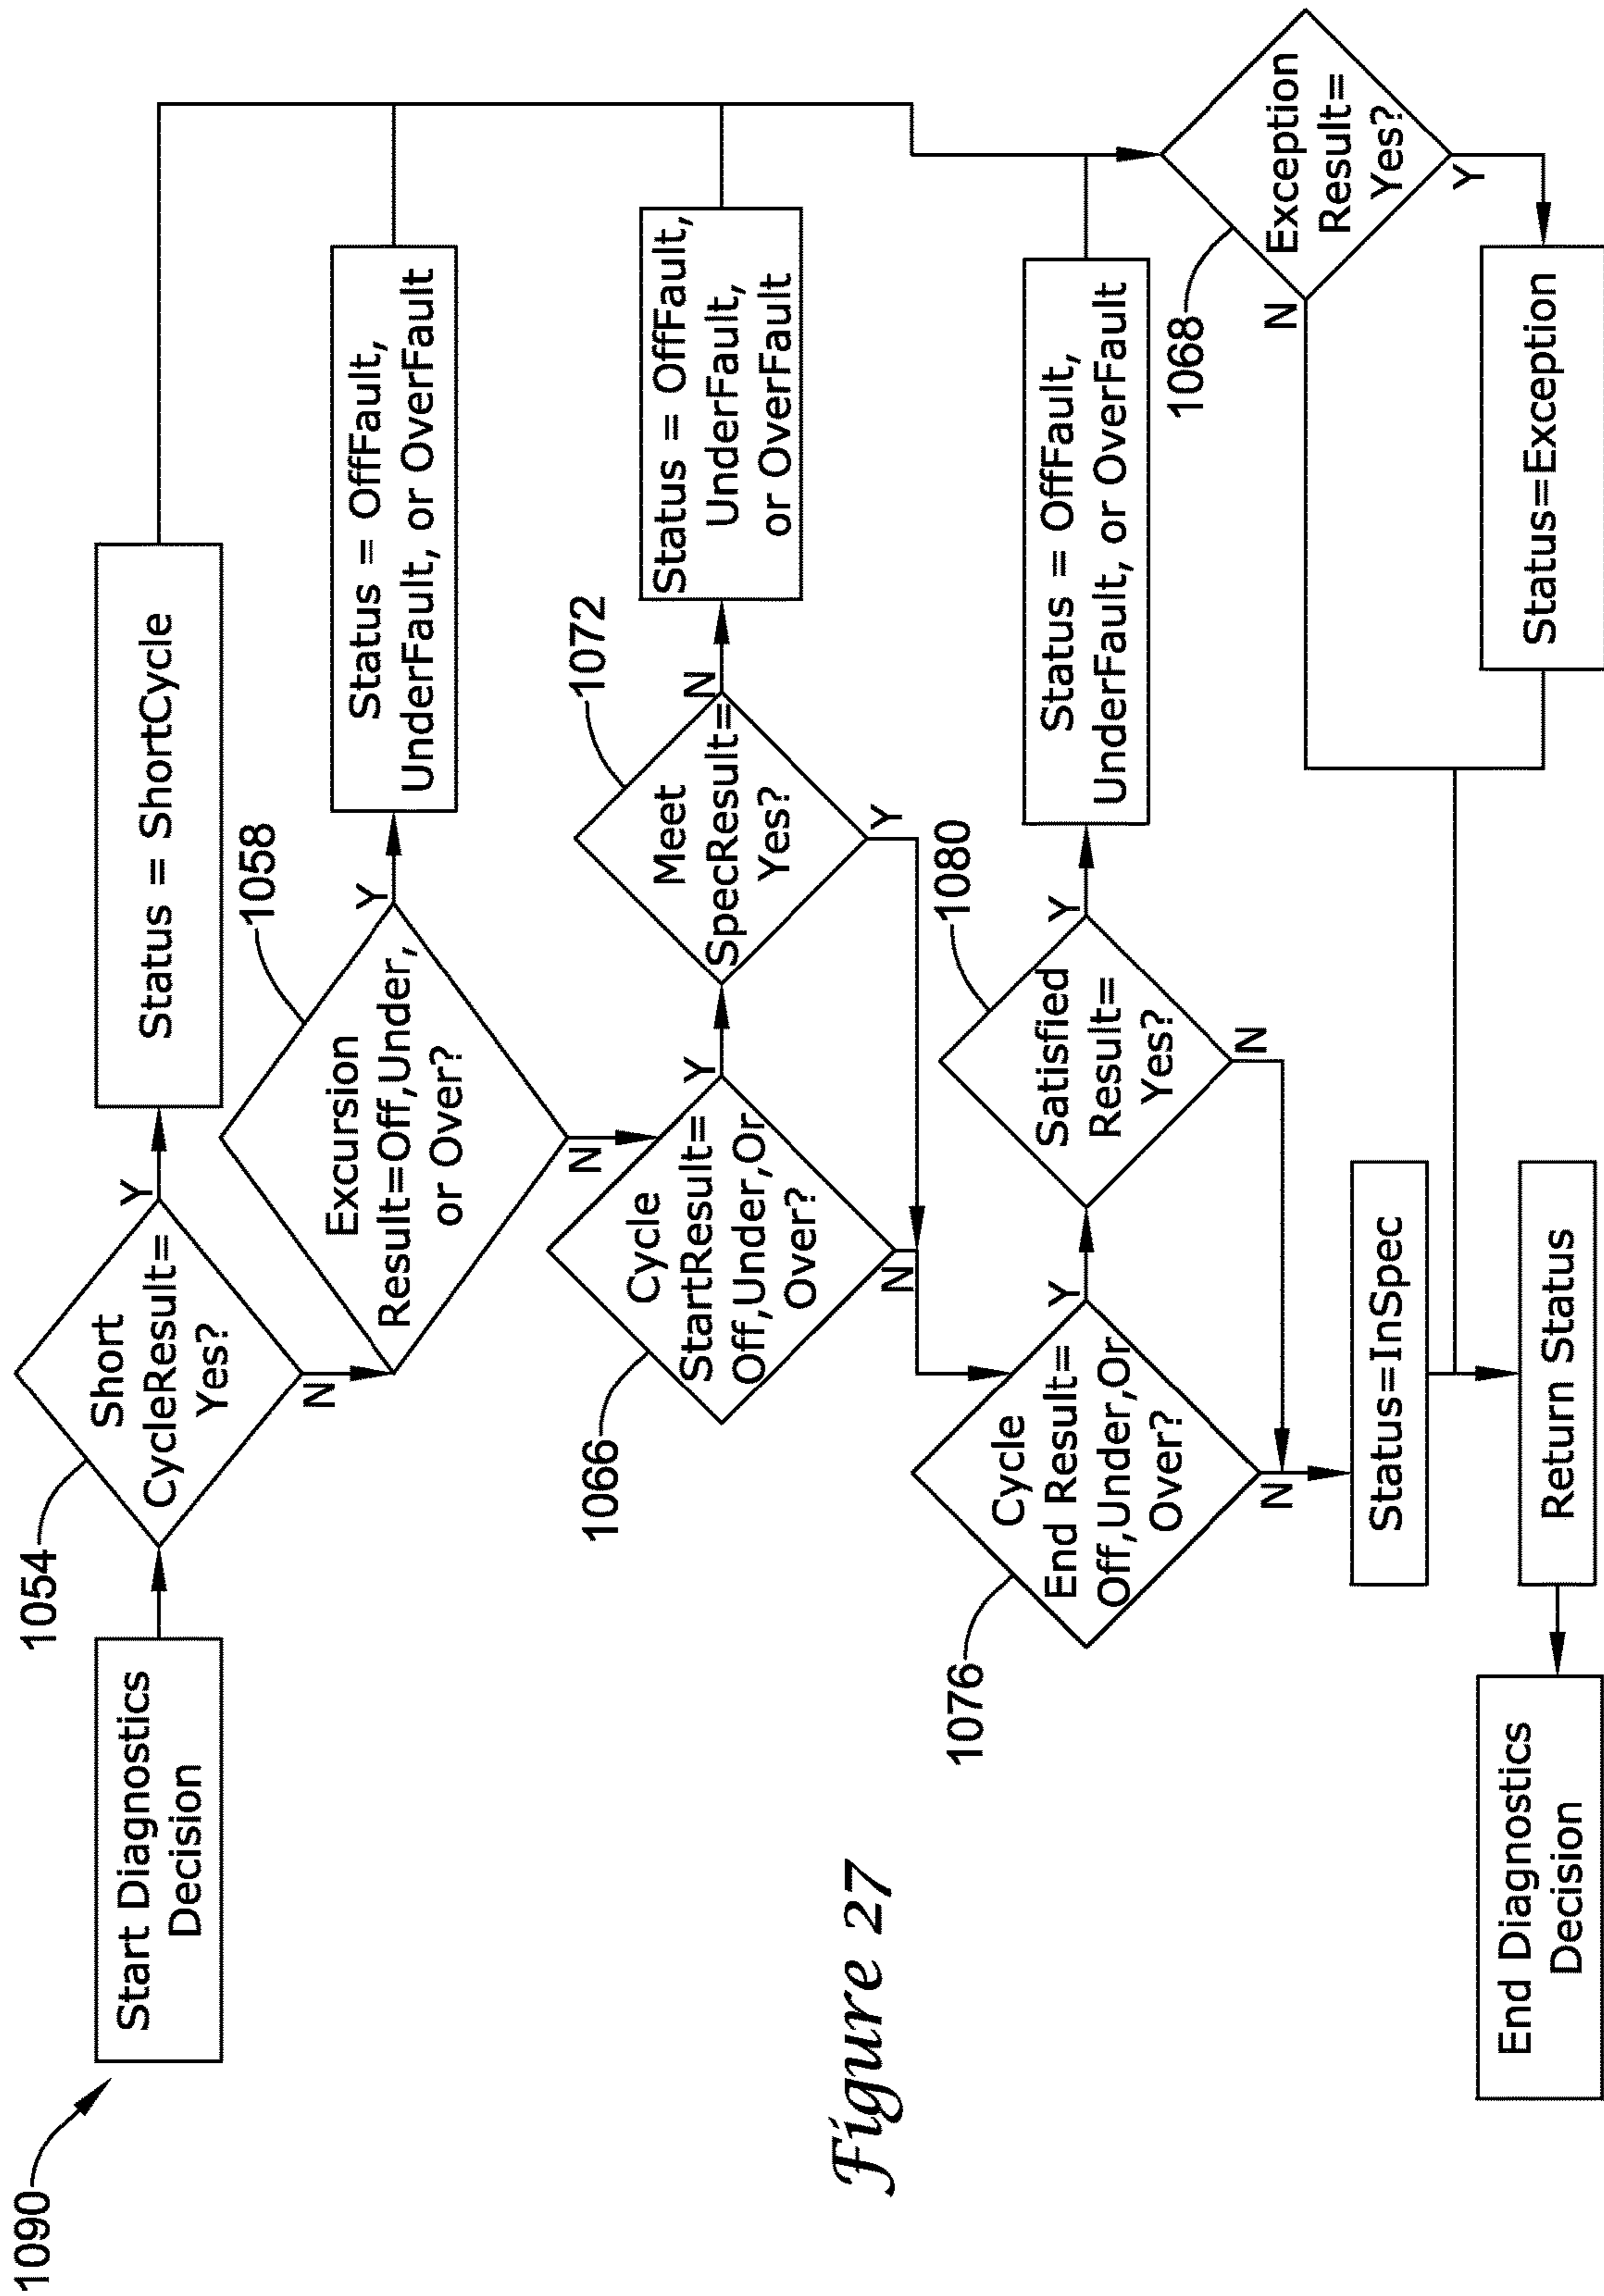 1090
Start Diagnostics
Decision
1054
Short
CycleResult=
Yes?
Y
N
Status = ShortCycle
1058
Excursion
Result=Off,Under,
or Over?
Y
N
Status = OffFault,
UnderFault, or OverFault
1066
Cycle
StartResult=
Off,Under,Or
Over?
Y
N
1072
Meet
SpecResult=
Yes?
N
Y
Status = OffFault,
UnderFault,
or OverFault
1076
Cycle
End Result=
Off,Under,Or
Over?
Y
N
1080
Satisfied
Result=
Yes?
Y
N
Status = OffFault,
UnderFault, or OverFault
1068
Exception
Result=
Yes?
N
Y
Status=Exception
Status=InSpec
Return Status
End Diagnostics
Decision
Figure 27